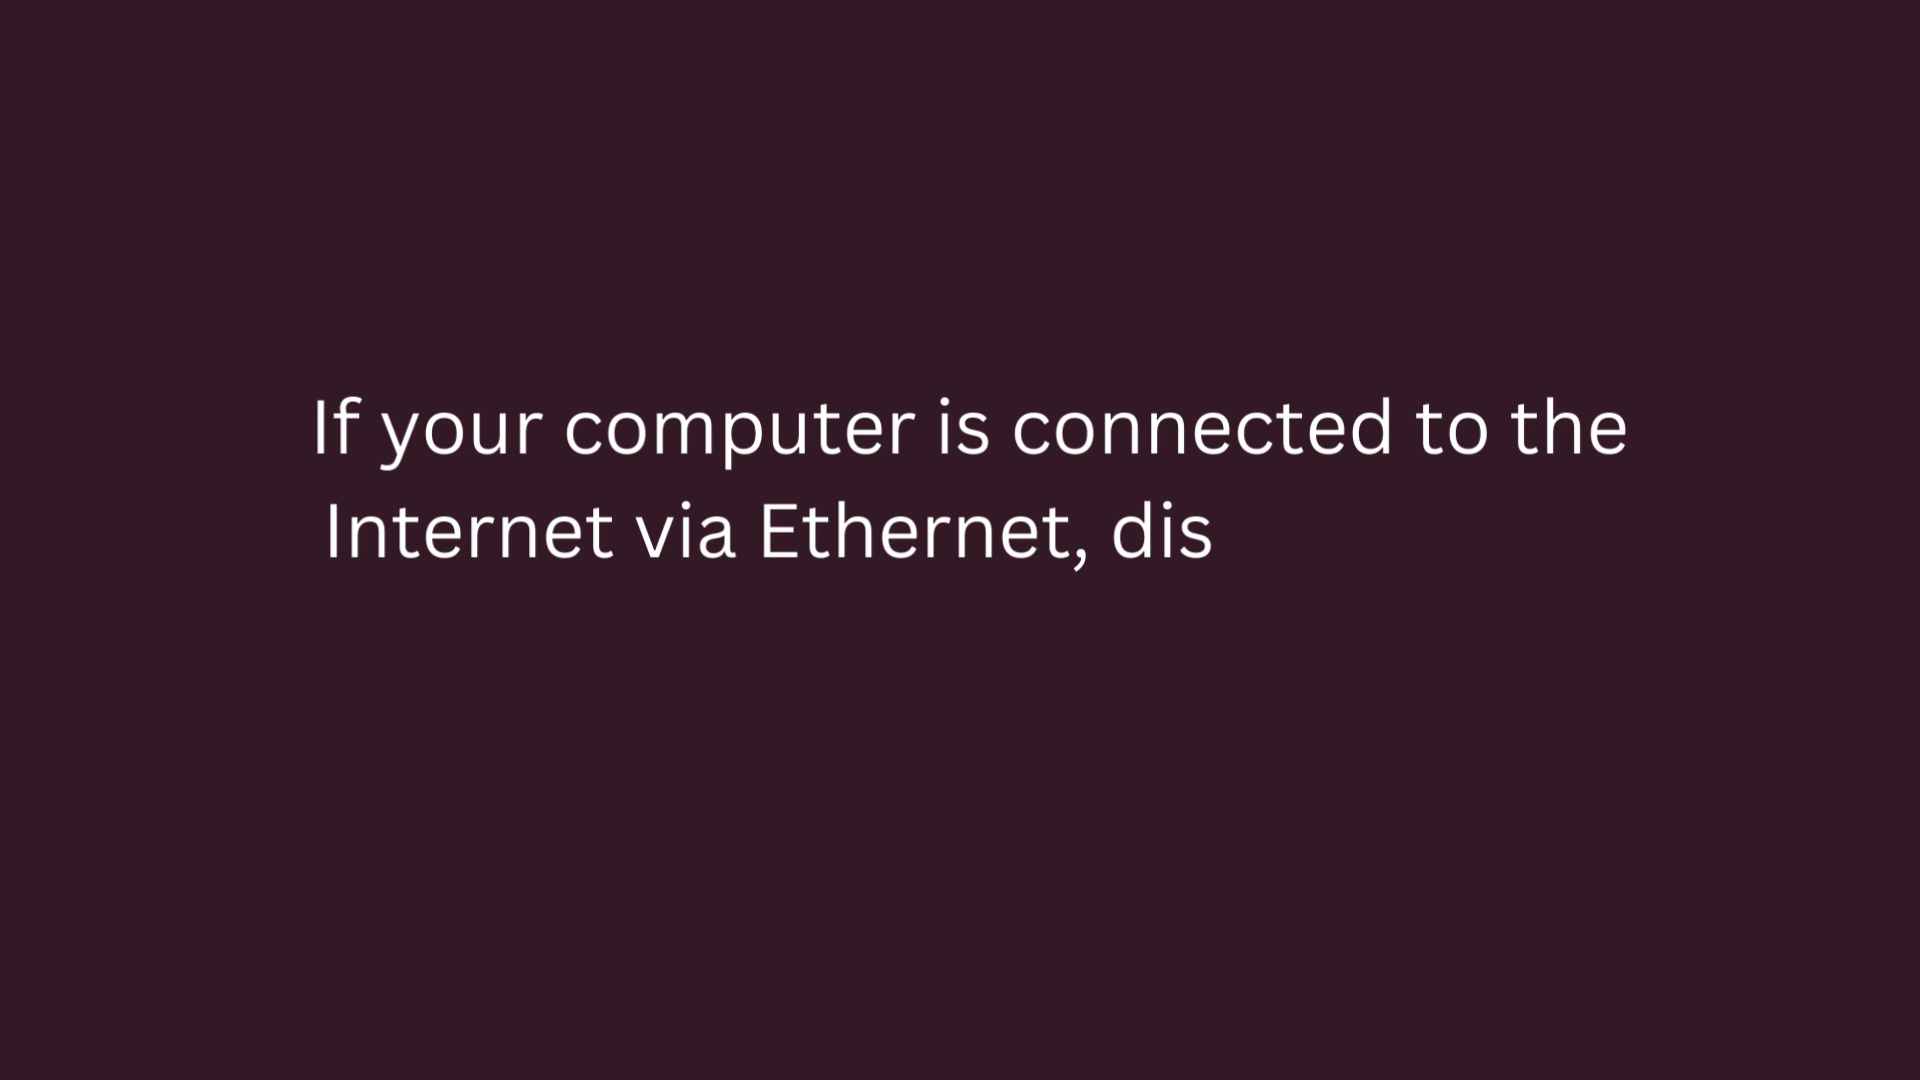 If your computer is connected to the
Internet via Ethernet, dis